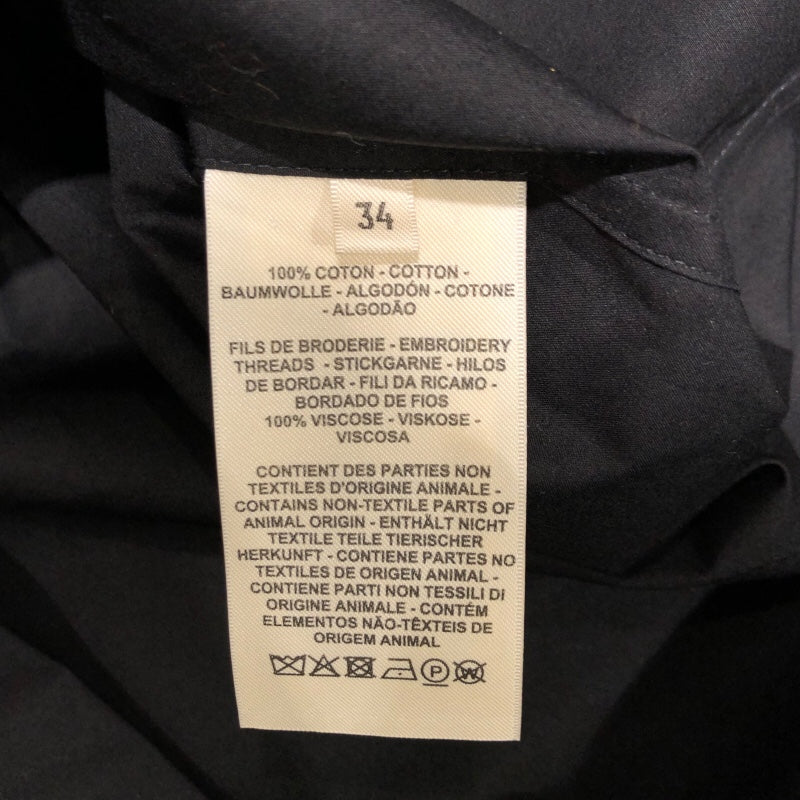 34
100% COTON - COTTON -
BAUMWOLLE - ALGODÓN - COTONE
- ALGODÃO
FILS DE BRODERIE - EMBROIDERY
THREADS - STICKGARNE - HILOS
DE BORDAR - FILI DA RICAMO -
BORDADO DE FIOS
100% VISCOSE - VISKOSE -
VISCOSA
CONTIENT DES PARTIES NON
TEXTILES D'ORIGINE ANIMALE -
CONTAINS NON-TEXTILE PARTS OF
ANIMAL ORIGIN - ENTHÄLT NICHT
TEXTILE TEILE TIERISCHER
HERKUNFT - CONTIENE PARTES NO
TEXTILES DE ORIGEN ANIMAL -
CONTIENE PARTI NON TESSILI DI
ORIGINE ANIMALE - CONTÉM
ELEMENTOS NÃO-TÊXTEIS DE
ORIGEM ANIMAL
P W